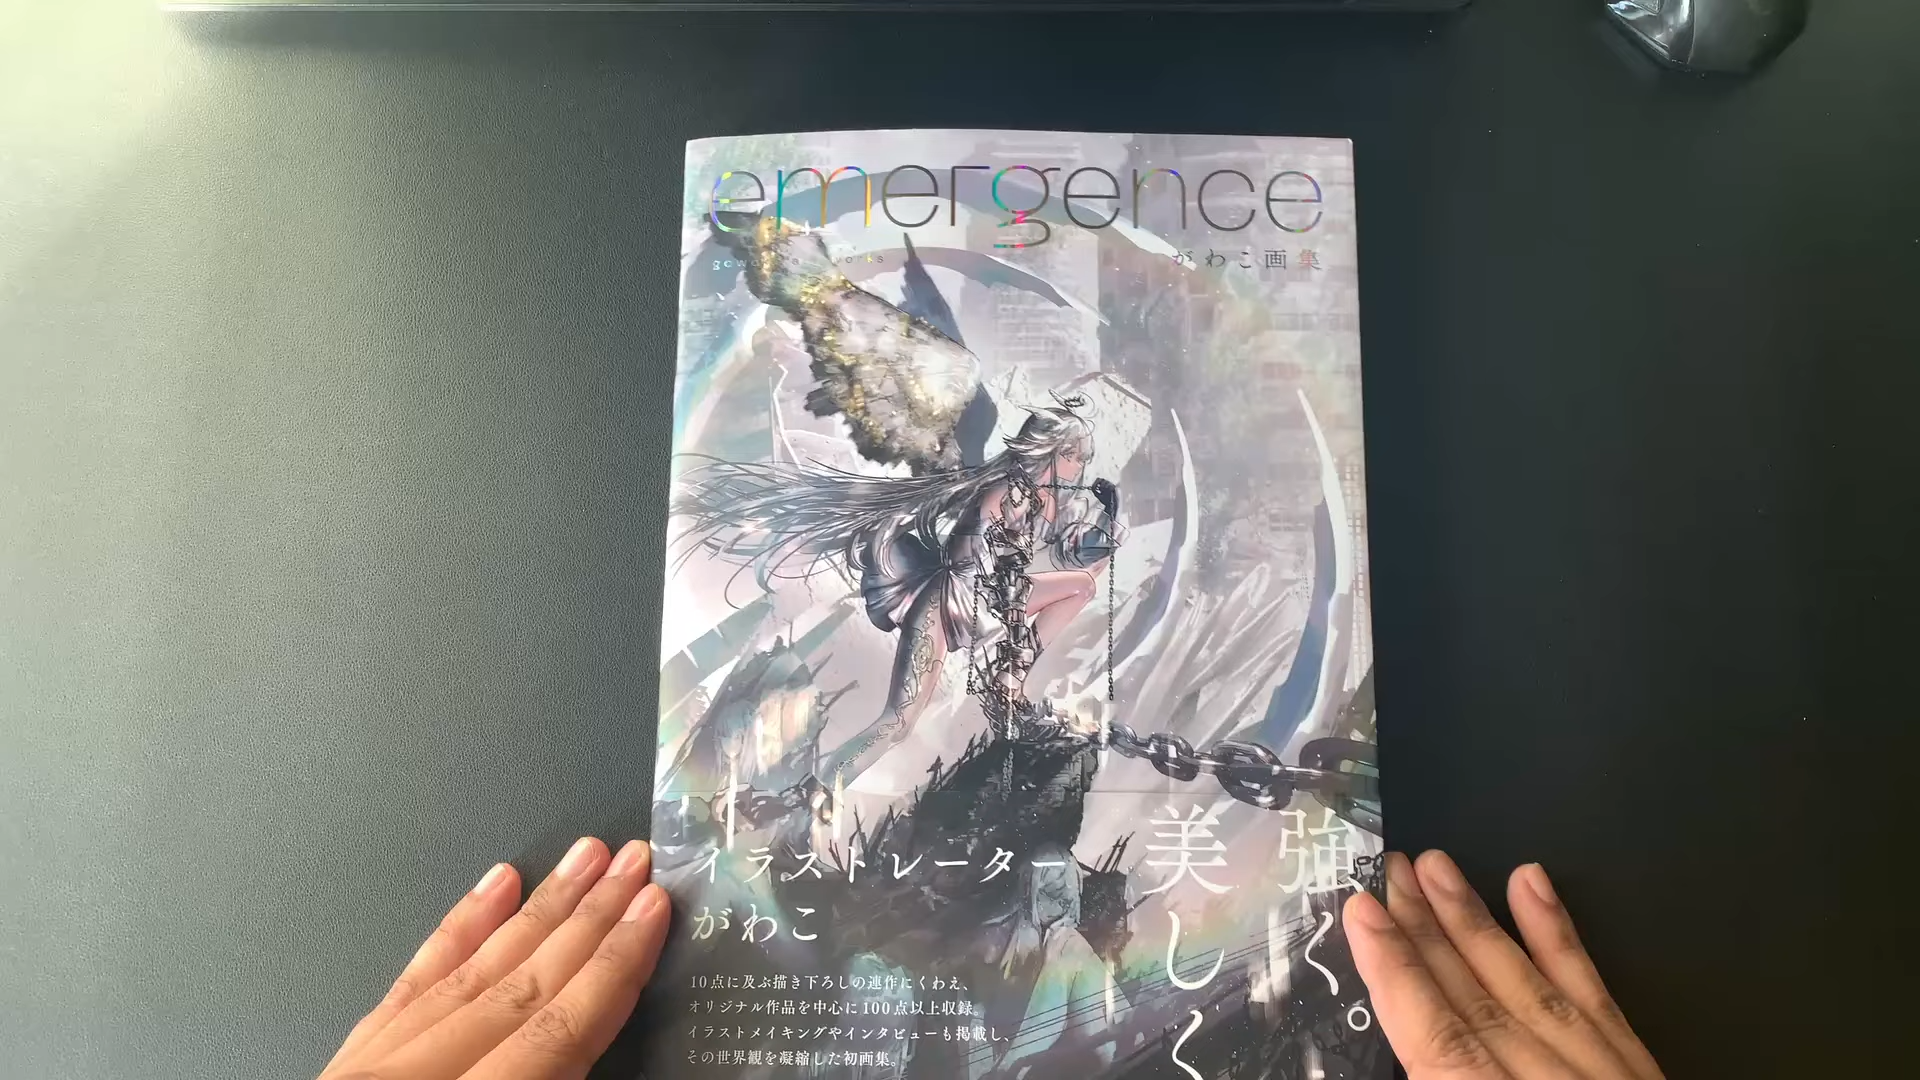 emergence
がわこ画集
強く。
美しく
イラストレーター
がわこ
10点に及ぶ描き下ろしの連作にくわえ、
オリジナル作品を中心に100点以上収録。
イラストメイキングやインタビューも掲載し、
その世界観を凝縮した初画集。